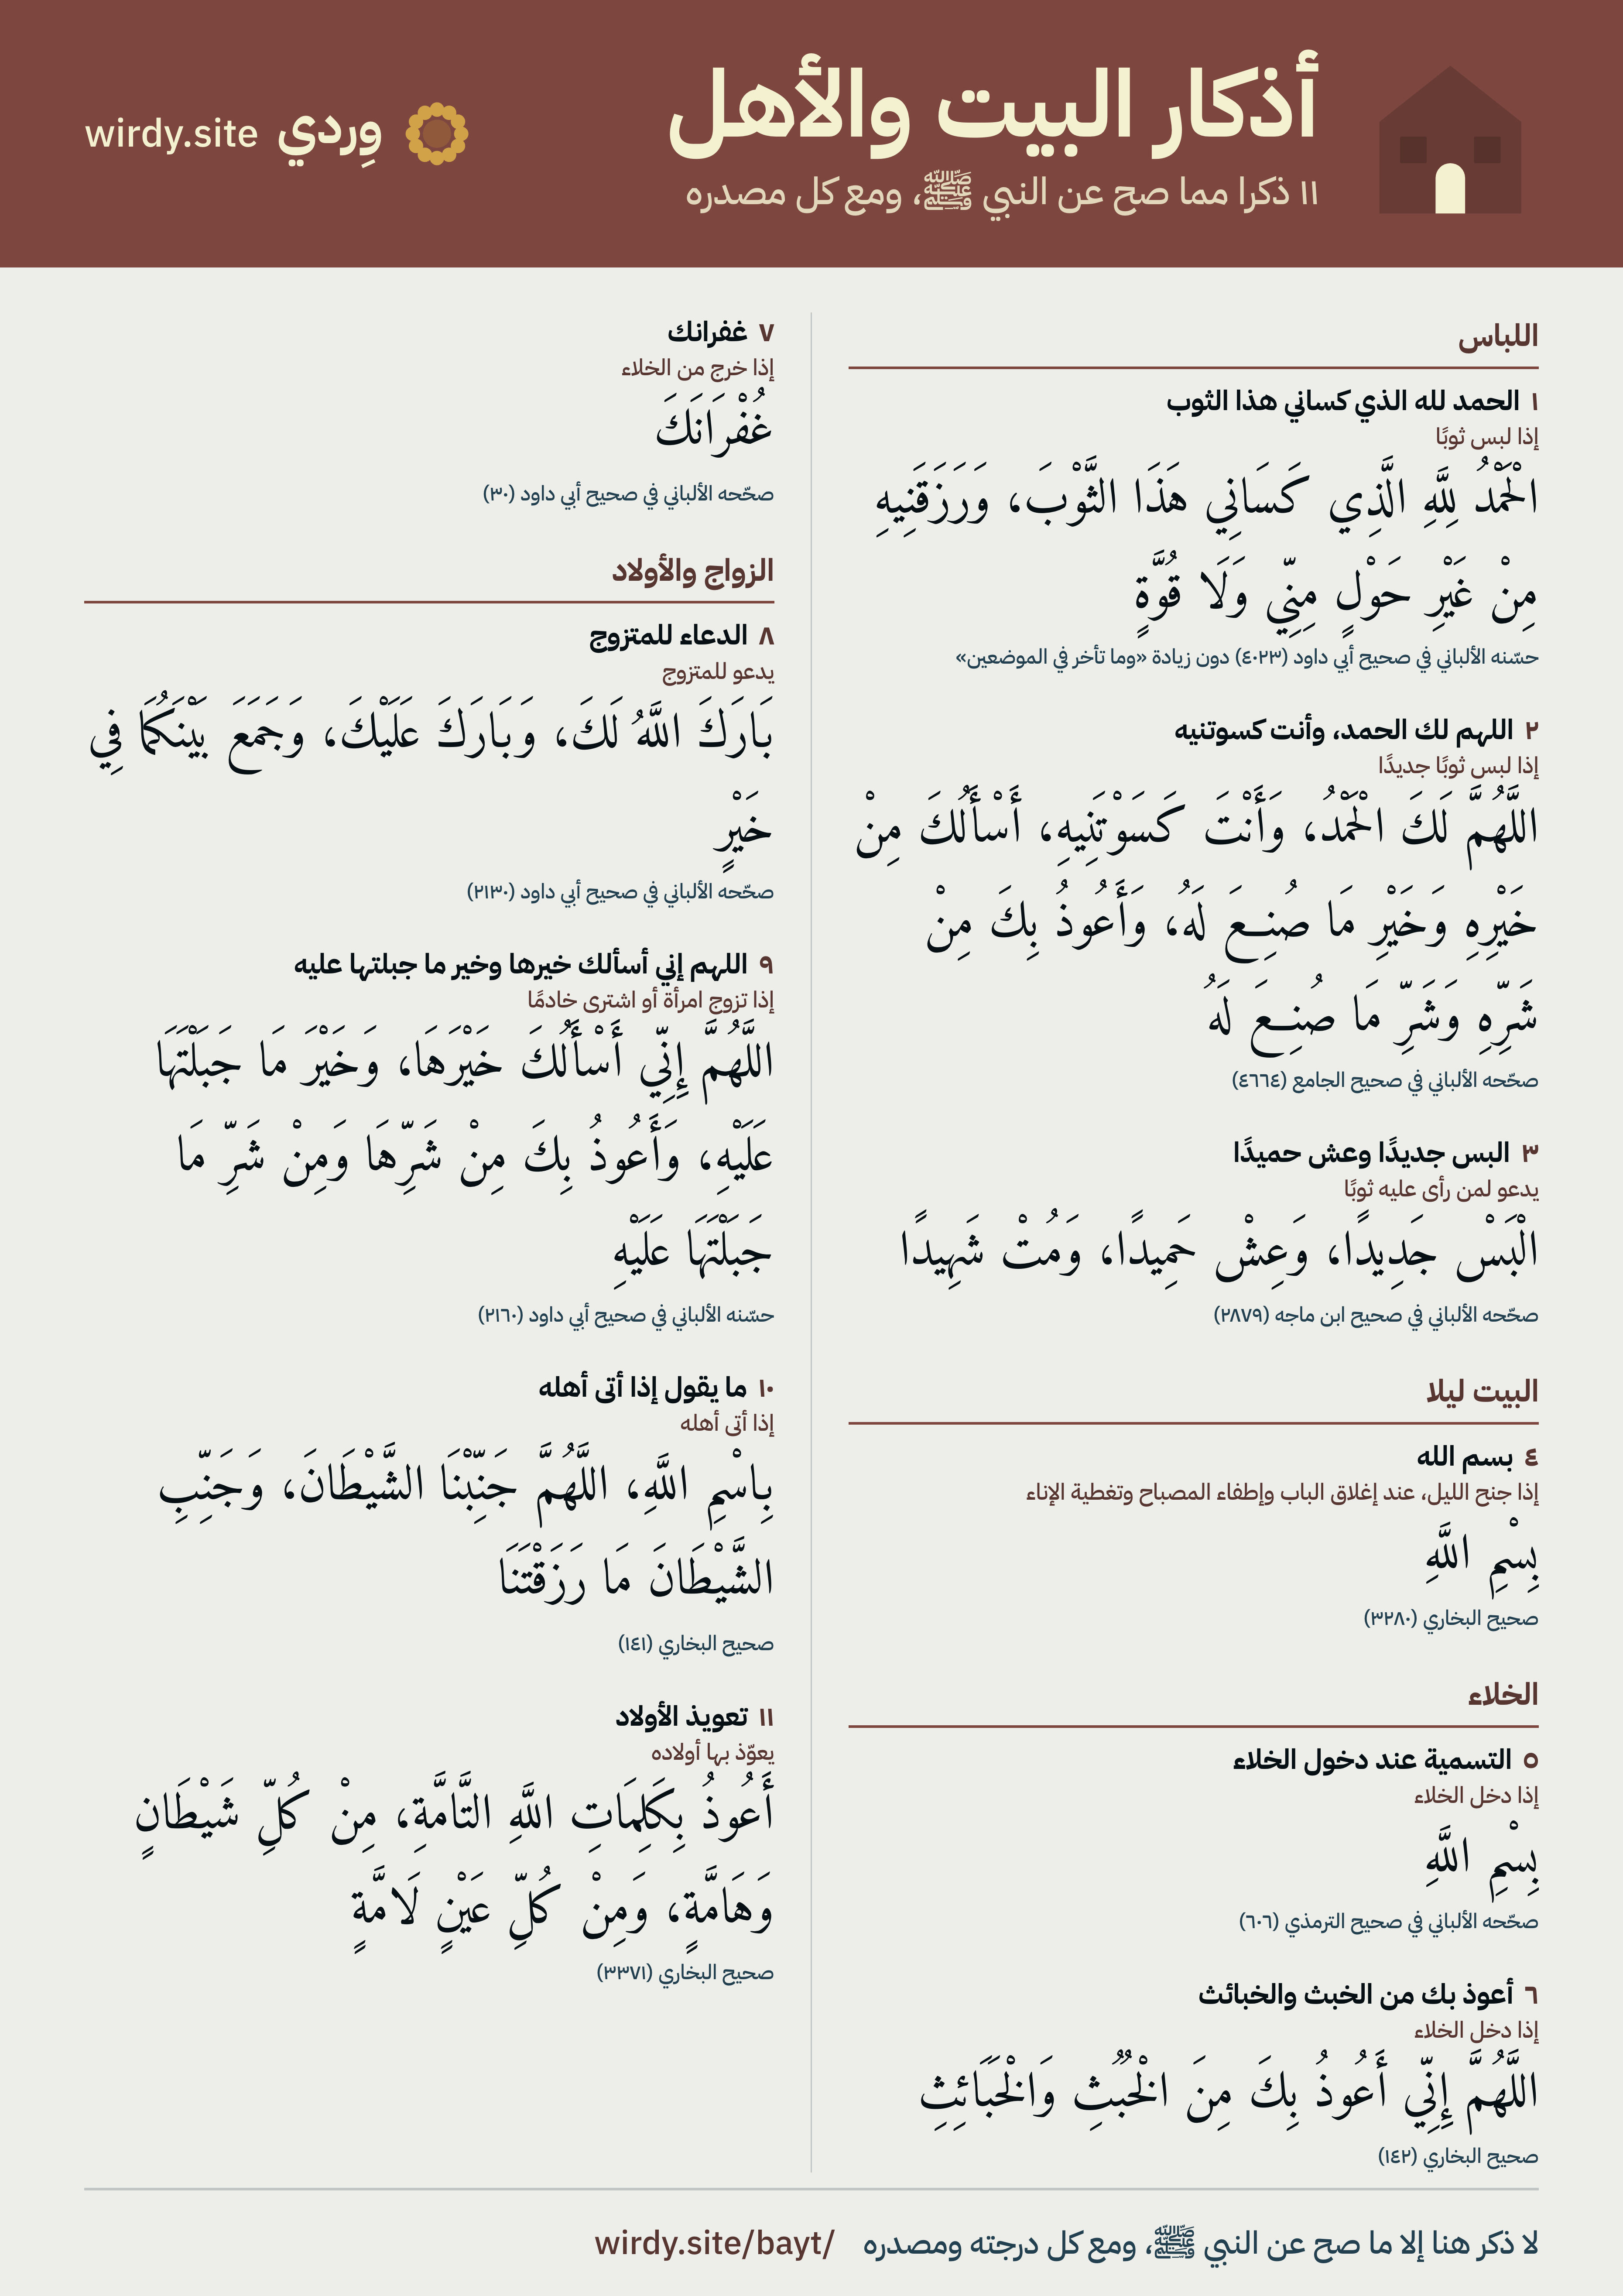 أذكار البيت والأهل
١١ ذكرا مما صح عن النبي ﷺ، ومع كل مصدره
وِردي wirdy.site
اللباس
١ الحمد لله الذي كساني هذا الثوب
إذا لبس ثوبًا
الْحَمْدُ لِلَّهِ الَّذِي كَسَانِي هَذَا الثَّوْبَ، وَرَزَقَنِيهِ
مِنْ غَيْرِ حَوْلٍ مِنِّي وَلَا قُوَّةٍ
حسّنه الألباني في صحيح أبي داود (٤٠٢٣) دون زيادة «وما تأخر في الموضعين»
٢ اللهم لك الحمد، وأنت كسوتنيه
إذا لبس ثوبًا جديدًا
اللَّهُمَّ لَكَ الْحَمْدُ، وَأَنْتَ كَسَوْتَنِيهِ، أَسْأَلُكَ مِنْ
خَيْرِهِ وَخَيْرِ مَا صُنِعَ لَهُ، وَأَعُوذُ بِكَ مِنْ
شَرِّهِ وَشَرِّ مَا صُنِعَ لَهُ
صحّحه الألباني في صحيح الجامع (٤٦٦٤)
٣ البس جديدًا وعش حميدًا
يدعو لمن رأى عليه ثوبًا
الْبَسْ جَدِيدًا، وَعِشْ حَمِيدًا، وَمُتْ شَهِيدًا
صحّحه الألباني في صحيح ابن ماجه (٢٨٧٩)
البيت ليلا
٤ بسم الله
إذا جنح الليل، عند إغلاق الباب وإطفاء المصباح وتغطية الإناء
بِسْمِ اللَّهِ
صحيح البخاري (٣٢٨٠)
الخلاء
٥ التسمية عند دخول الخلاء
إذا دخل الخلاء
بِسْمِ اللَّهِ
صحّحه الألباني في صحيح الترمذي (٦٠٦)
٦ أعوذ بك من الخبث والخبائث
إذا دخل الخلاء
اللَّهُمَّ إِنِّي أَعُوذُ بِكَ مِنَ الْخُبُثِ وَالْخَبَائِثِ
صحيح البخاري (١٤٢)
٧ غفرانك
إذا خرج من الخلاء
غُفْرَانَكَ
صحّحه الألباني في صحيح أبي داود (٣٠)
الزواج والأولاد
٨ الدعاء للمتزوج
يدعو للمتزوج
بَارَكَ اللَّهُ لَكَ، وَبَارَكَ عَلَيْكَ، وَجَمَعَ بَيْنَكُمَا فِي
خَيْرٍ
صحّحه الألباني في صحيح أبي داود (٢١٣٠)
٩ اللهم إني أسألك خيرها وخير ما جبلتها عليه
إذا تزوج امرأة أو اشترى خادمًا
اللَّهُمَّ إِنِّي أَسْأَلُكَ خَيْرَهَا، وَخَيْرَ مَا جَبَلْتَهَا
عَلَيْهِ، وَأَعُوذُ بِكَ مِنْ شَرِّهَا وَمِنْ شَرِّ مَا
جَبَلْتَهَا عَلَيْهِ
حسّنه الألباني في صحيح أبي داود (٢١٦٠)
١٠ ما يقول إذا أتى أهله
إذا أتى أهله
بِاسْمِ اللَّهِ، اللَّهُمَّ جَنِّبْنَا الشَّيْطَانَ، وَجَنِّبِ
الشَّيْطَانَ مَا رَزَقْتَنَا
صحيح البخاري (١٤١)
١١ تعويذ الأولاد
يعوّذ بها أولاده
أَعُوذُ بِكَلِمَاتِ اللَّهِ التَّامَّةِ، مِنْ كُلِّ شَيْطَانٍ
وَهَامَّةٍ، وَمِنْ كُلِّ عَيْنٍ لَامَّةٍ
صحيح البخاري (٣٣٧١)
لا ذكر هنا إلا ما صح عن النبي ﷺ، ومع كل درجته ومصدره wirdy.site/bayt/